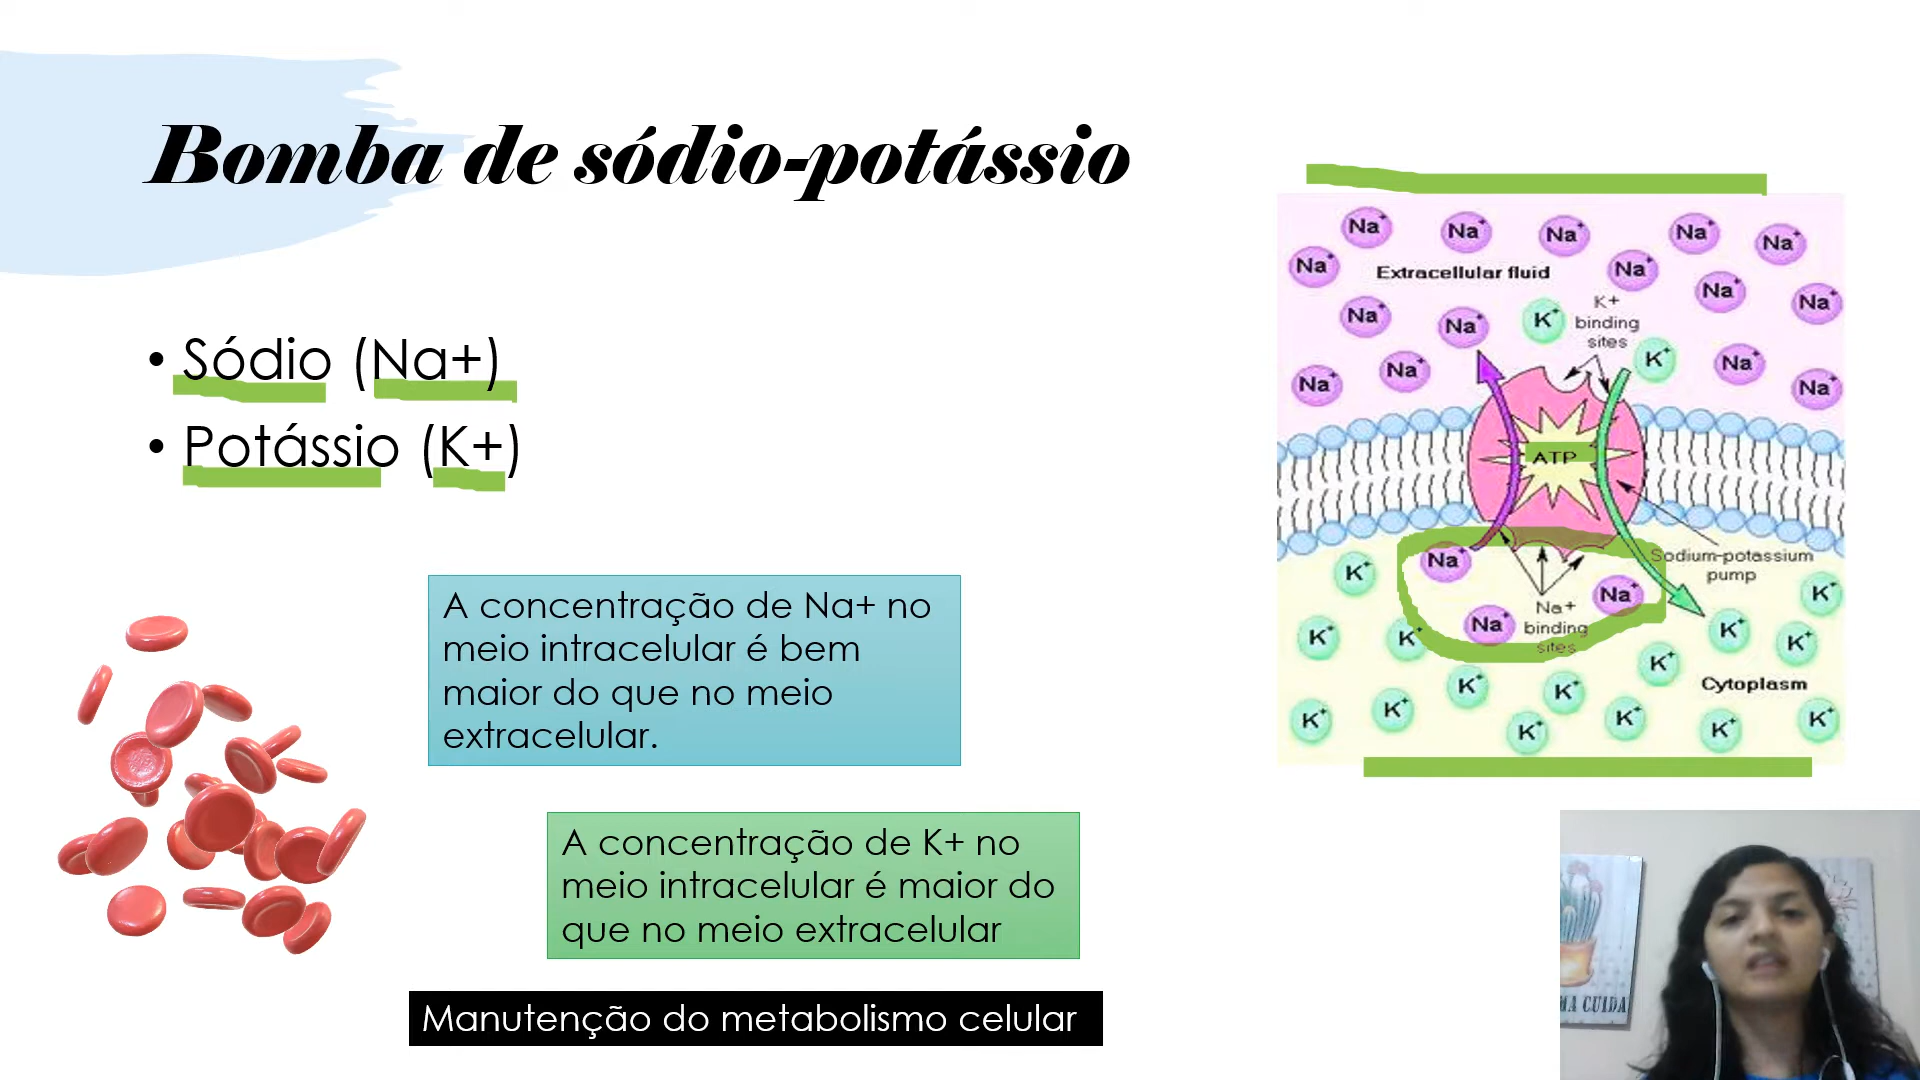 Bomba de sódio-potássio
• Sódio (Na+)
• Potássio (K+)
A concentração de Na+ no
meio intracelular é bem
maior do que no meio
extracelular.
A concentração de K+ no
meio intracelular é maior do
que no meio extracelular
Manutenção do metabolismo celular
Na+ Na+ Na+ Na+ Na+
Na+ Extracellular fluid Na+
Na+ Na+
K+
binding
sites
Na+ Na+ K+
K+ Na+
Na+ Na+ Na+
ATP
Sodium-potassium
pump
Na+ K+ K+
Na+
Na+
binding
sites
Na+ K+ K+ K+ K+
K+ K+ K+
Cytoplasm
K+ K+ K+ K+ K+ K+
MA CUIDA